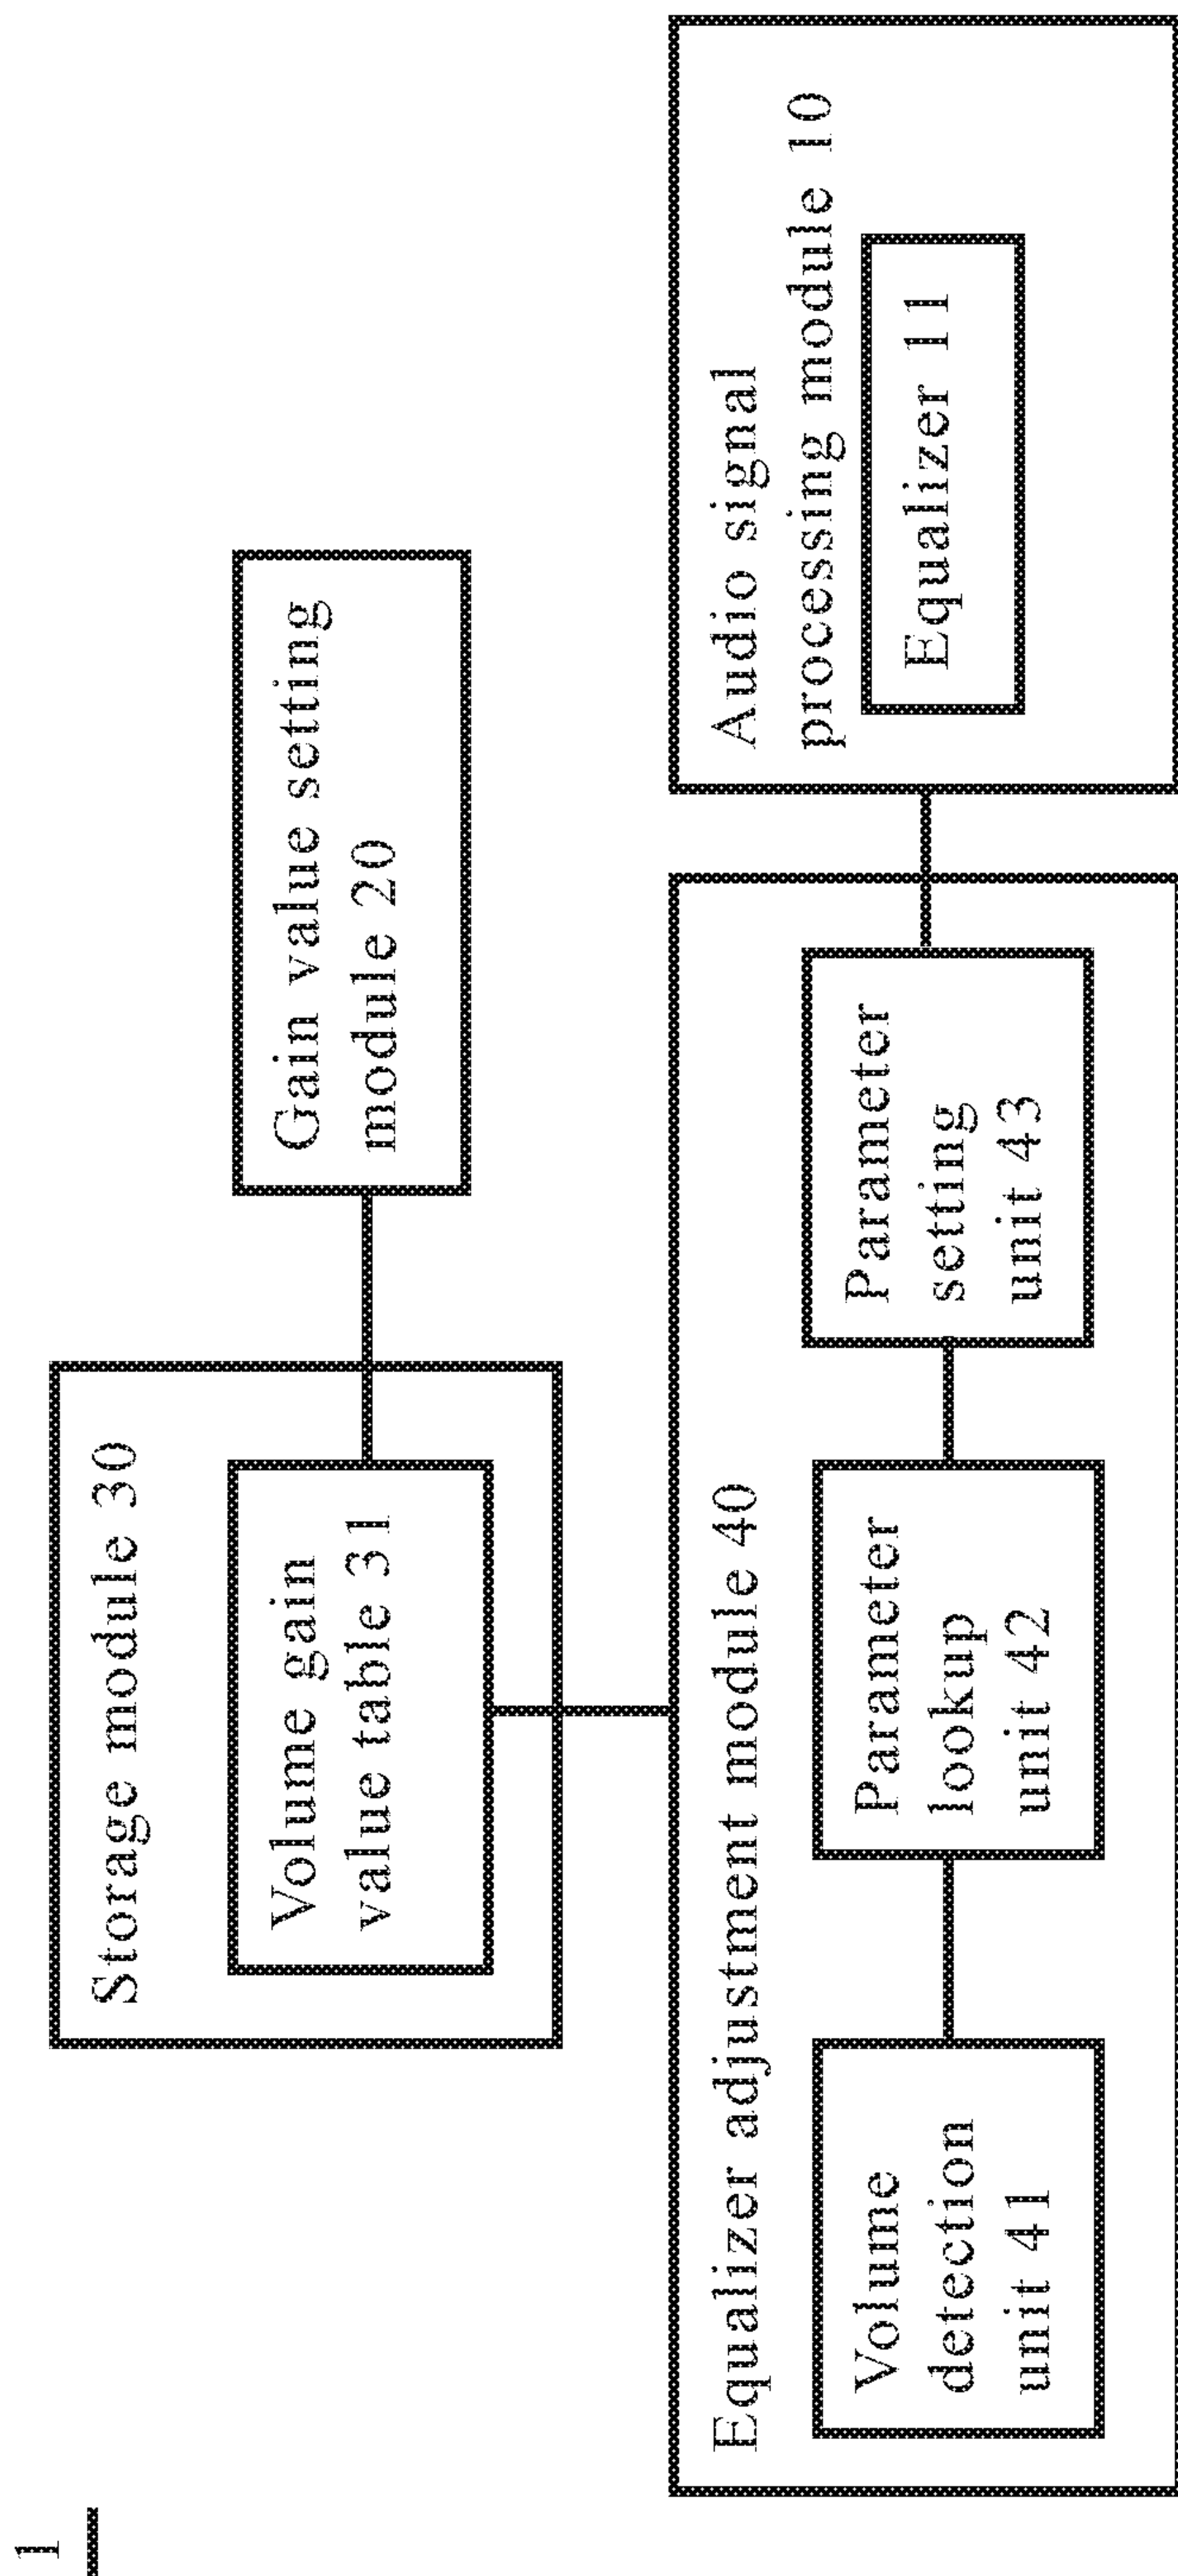 1
Storage module 30
Volume gain
value table 31
Gain value setting
module 20
Equalizer adjustment module 40
Volume
detection
unit 41
Parameter
lookup
unit 42
Parameter
setting
unit 43
Audio signal
processing module 10
Equalizer 11